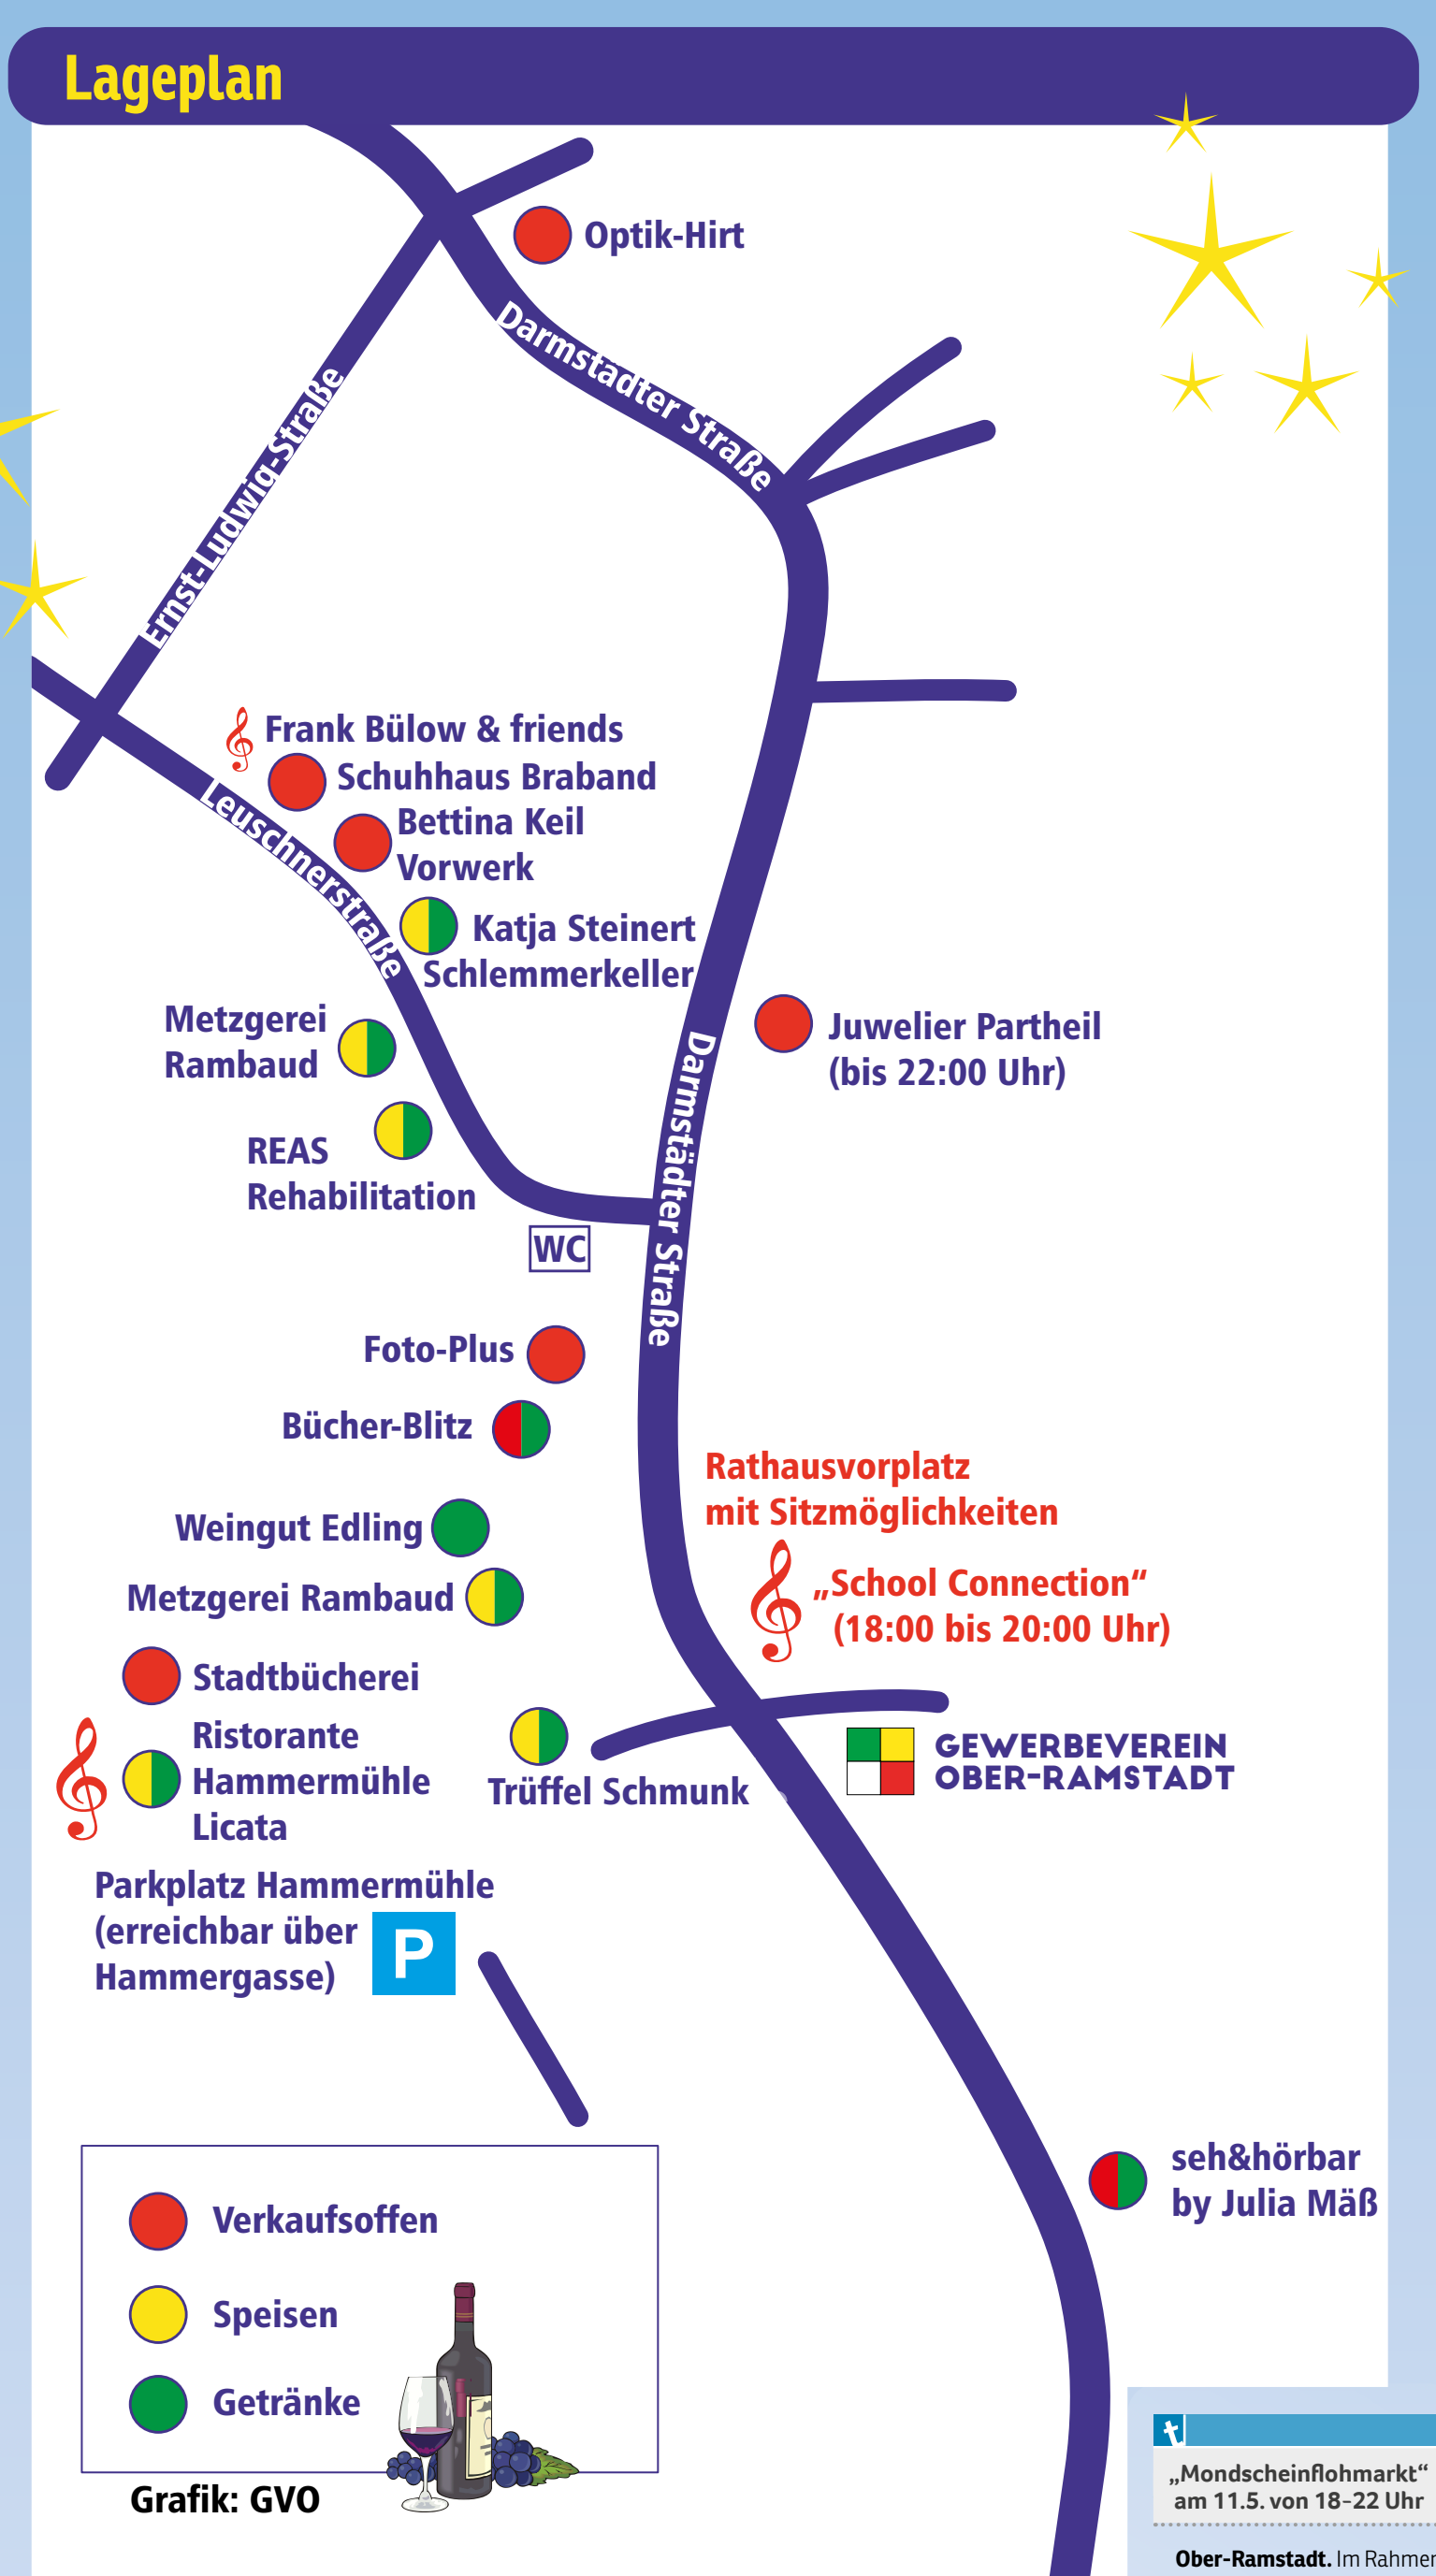 Lageplan
Optik-Hirt
Darmstädter Straße
Ernst-Ludwig-Straße
Frank Bülow & friends
Schuhhaus Braband
Leuschnerstraße
Bettina Keil
Vorwerk
Katja Steinert
Schlemmerkeller
Metzgerei
Rambaud
Juwelier Partheil
(bis 22:00 Uhr)
Darmstädter Straße
REAS
Rehabilitation
WC
Foto-Plus
Bücher-Blitz
Rathausvorplatz
mit Sitzmöglichkeiten
Weingut Edling
„School Connection“
(18:00 bis 20:00 Uhr)
Metzgerei Rambaud
Stadtbücherei
Ristorante
Hammermühle
Licata
Trüffel Schmunk
GEWERBEVEREIN
OBER-RAMSTADT
Parkplatz Hammermühle
(erreichbar über
Hammergasse)
P
seh&hörbar
by Julia Mäß
Verkaufsoffen
Speisen
Getränke
Grafik: GVO
t
„Mondscheinflohmarkt“
am 11.5. von 18-22 Uhr
Ober-Ramstadt. Im Rahmen